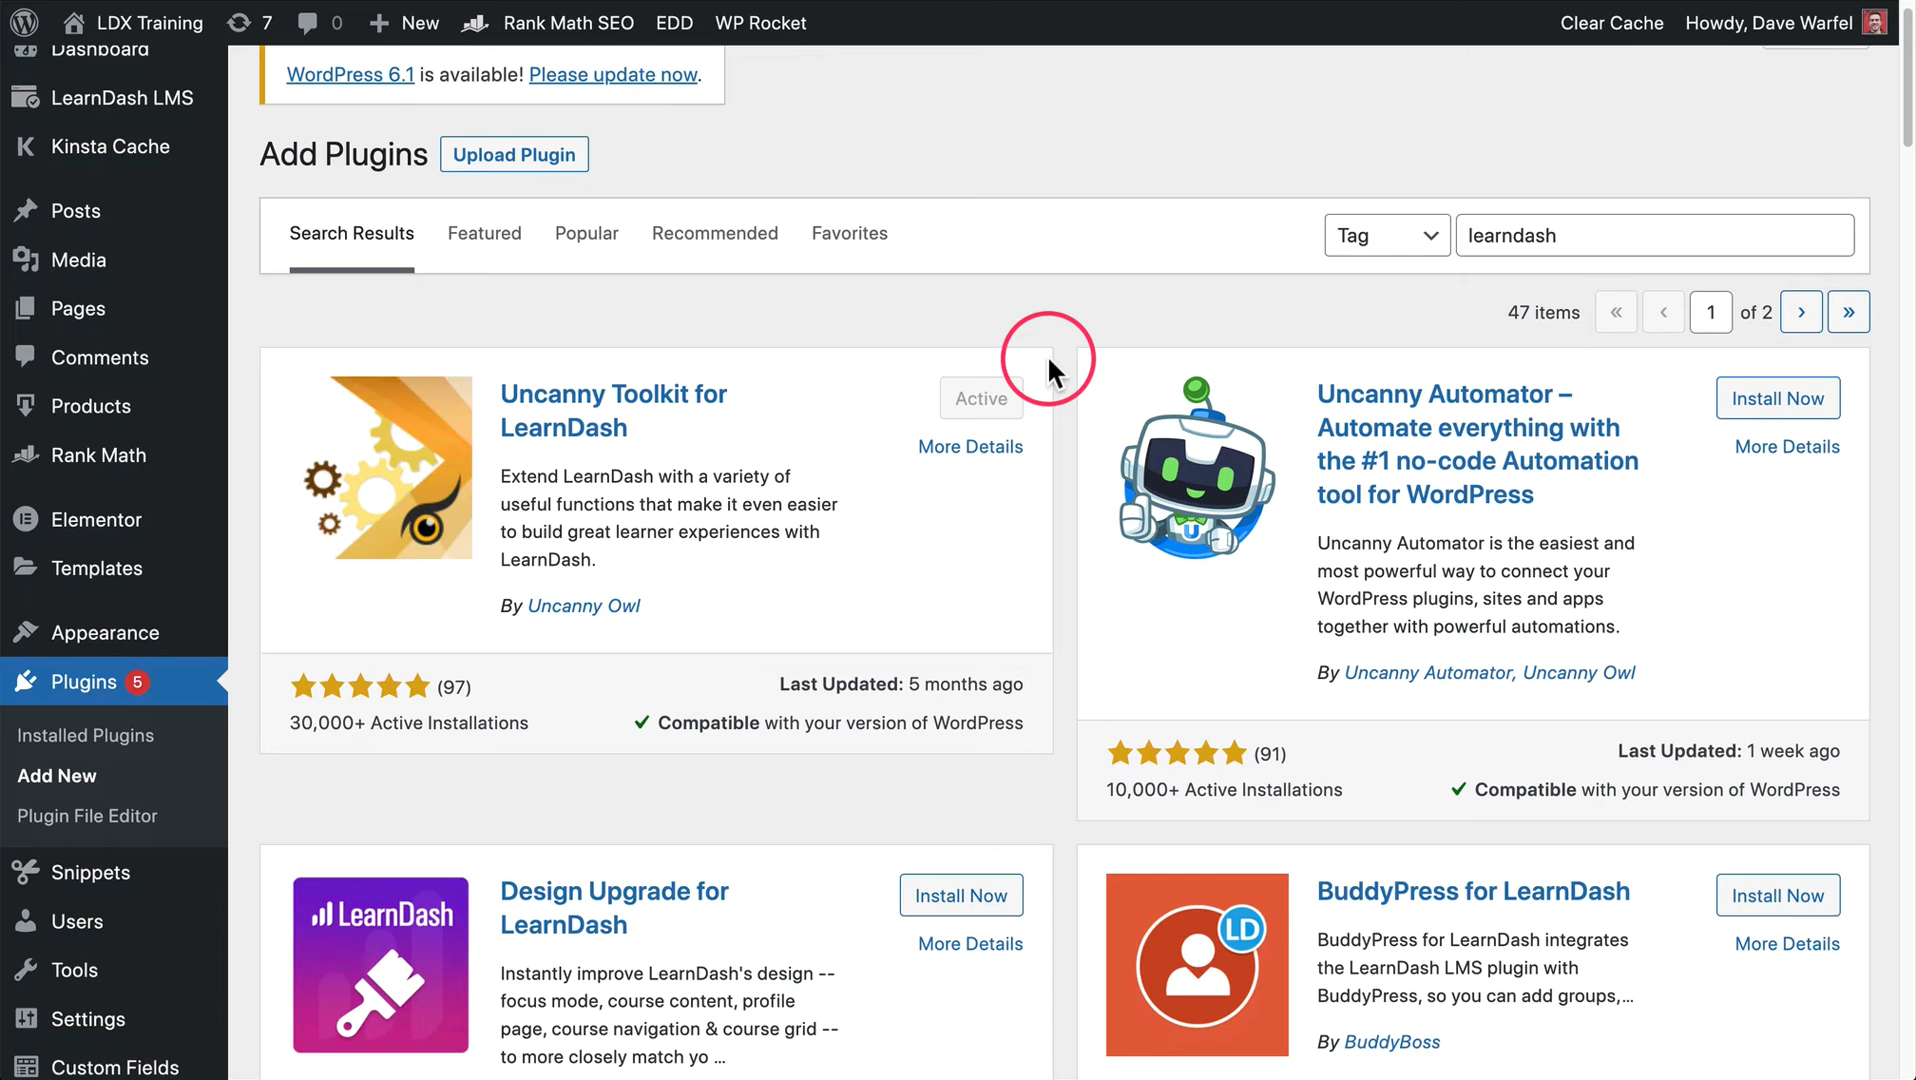 LDX Training 7 0 New Rank Math SEO EDD WP Rocket Clear Cache Howdy, Dave Warfel
Dashboard
LearnDash LMS
Kinsta Cache
Posts
Media
Pages
Comments
Products
Rank Math
Elementor
Templates
Appearance
Plugins 5
Installed Plugins
Add New
Plugin File Editor
Snippets
Users
Tools
Settings
Custom Fields
WordPress 6.1 is available! Please update now.
Add Plugins Upload Plugin
Search Results Featured Popular Recommended Favorites Tag learndash
47 items « ‹ 1 of 2 › »
Uncanny Toolkit for
LearnDash
Active
More Details
Extend LearnDash with a variety of
useful functions that make it even easier
to build great learner experiences with
LearnDash.
By Uncanny Owl
(97)
Last Updated: 5 months ago
30,000+ Active Installations
Compatible with your version of WordPress
Uncanny Automator –
Automate everything with
the #1 no-code Automation
tool for WordPress
Install Now
More Details
U
Uncanny Automator is the easiest and
most powerful way to connect your
WordPress plugins, sites and apps
together with powerful automations.
By Uncanny Automator, Uncanny Owl
(91)
Last Updated: 1 week ago
10,000+ Active Installations
Compatible with your version of WordPress
LearnDash
Design Upgrade for
LearnDash
Install Now
More Details
Instantly improve LearnDash's design --
focus mode, course content, profile
page, course navigation & course grid --
to more closely match yo ...
LD
BuddyPress for LearnDash
Install Now
More Details
BuddyPress for LearnDash integrates
the LearnDash LMS plugin with
BuddyPress, so you can add groups,...
By BuddyBoss